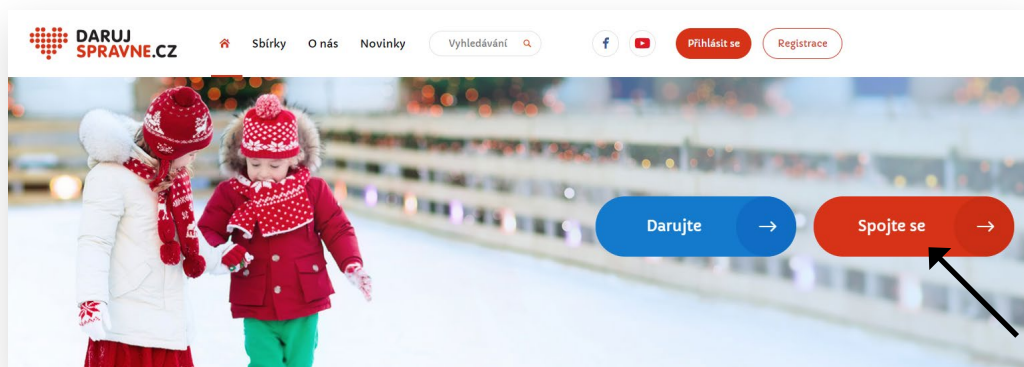 DARUJ
SPRAVNE.CZ
Sbírky O nás Novinky Vyhledávání Přihlásit se Registrace
Darujte Spojte se